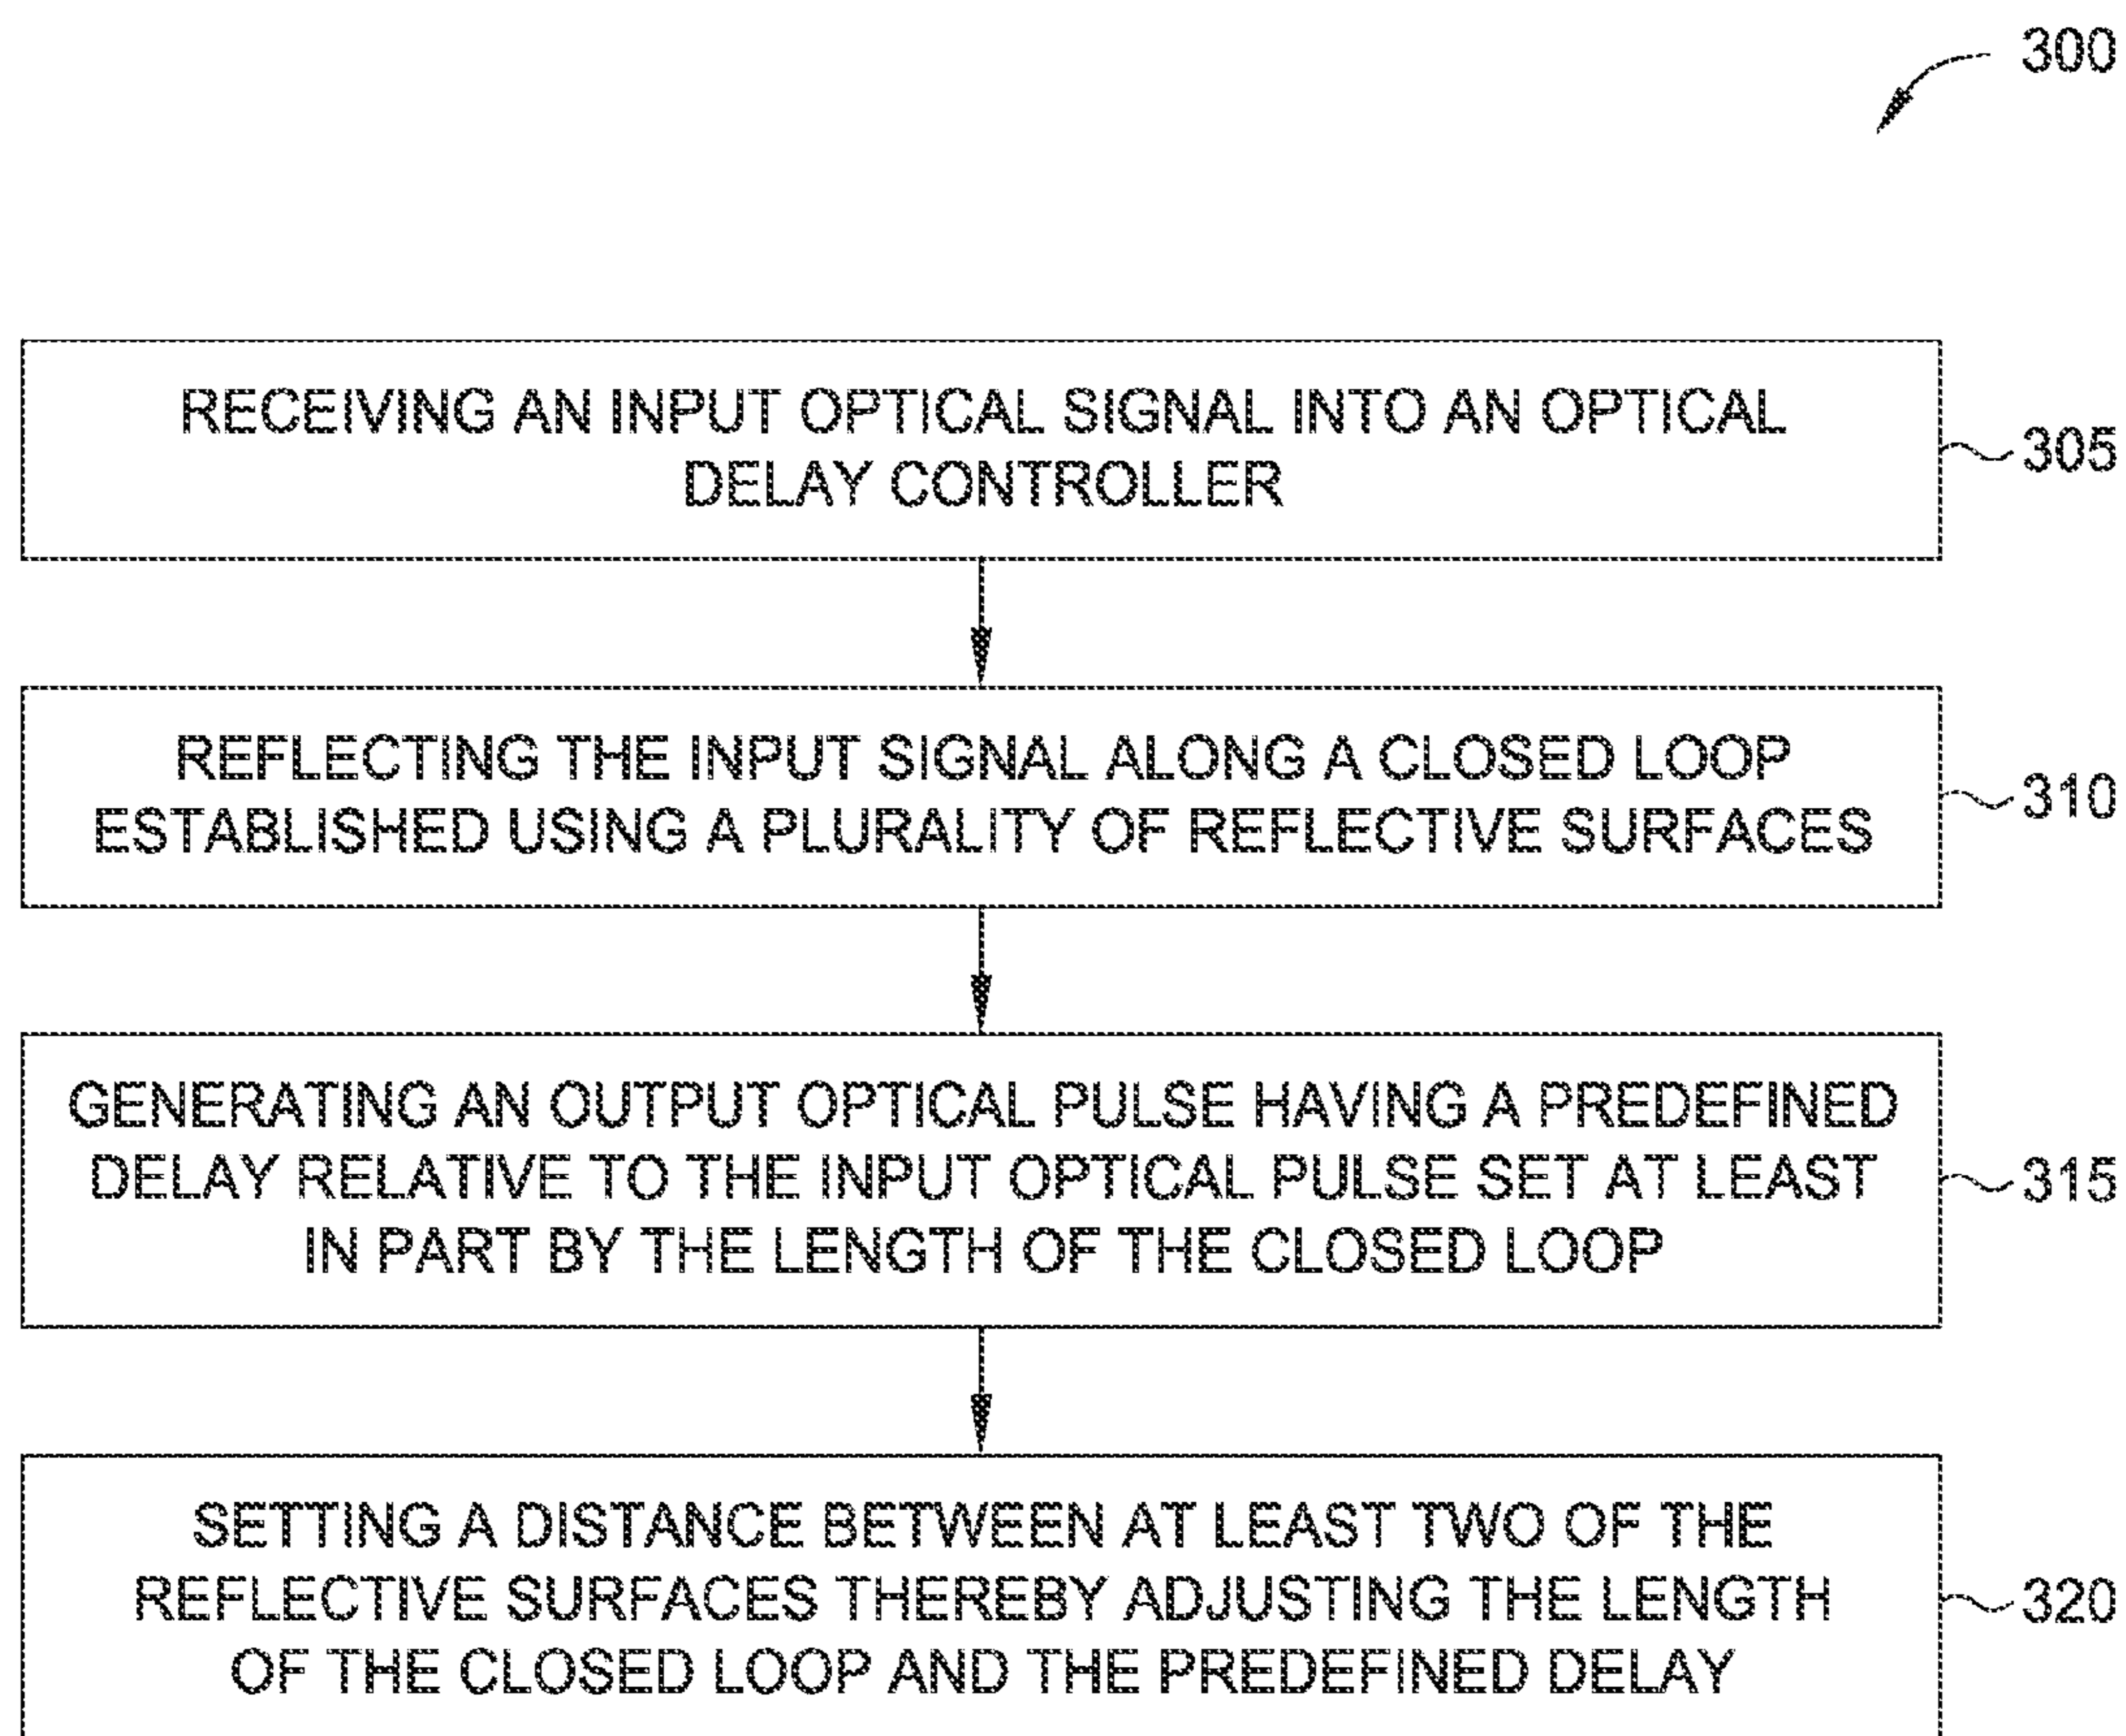 300
RECEIVING AN INPUT OPTICAL SIGNAL INTO AN OPTICAL
DELAY CONTROLLER
305
REFLECTING THE INPUT SIGNAL ALONG A CLOSED LOOP
ESTABLISHED USING A PLURALITY OF REFLECTIVE SURFACES
310
GENERATING AN OUTPUT OPTICAL PULSE HAVING A PREDEFINED
DELAY RELATIVE TO THE INPUT OPTICAL PULSE SET AT LEAST
IN PART BY THE LENGTH OF THE CLOSED LOOP
315
SETTING A DISTANCE BETWEEN AT LEAST TWO OF THE
REFLECTIVE SURFACES THEREBY ADJUSTING THE LENGTH
OF THE CLOSED LOOP AND THE PREDEFINED DELAY
320